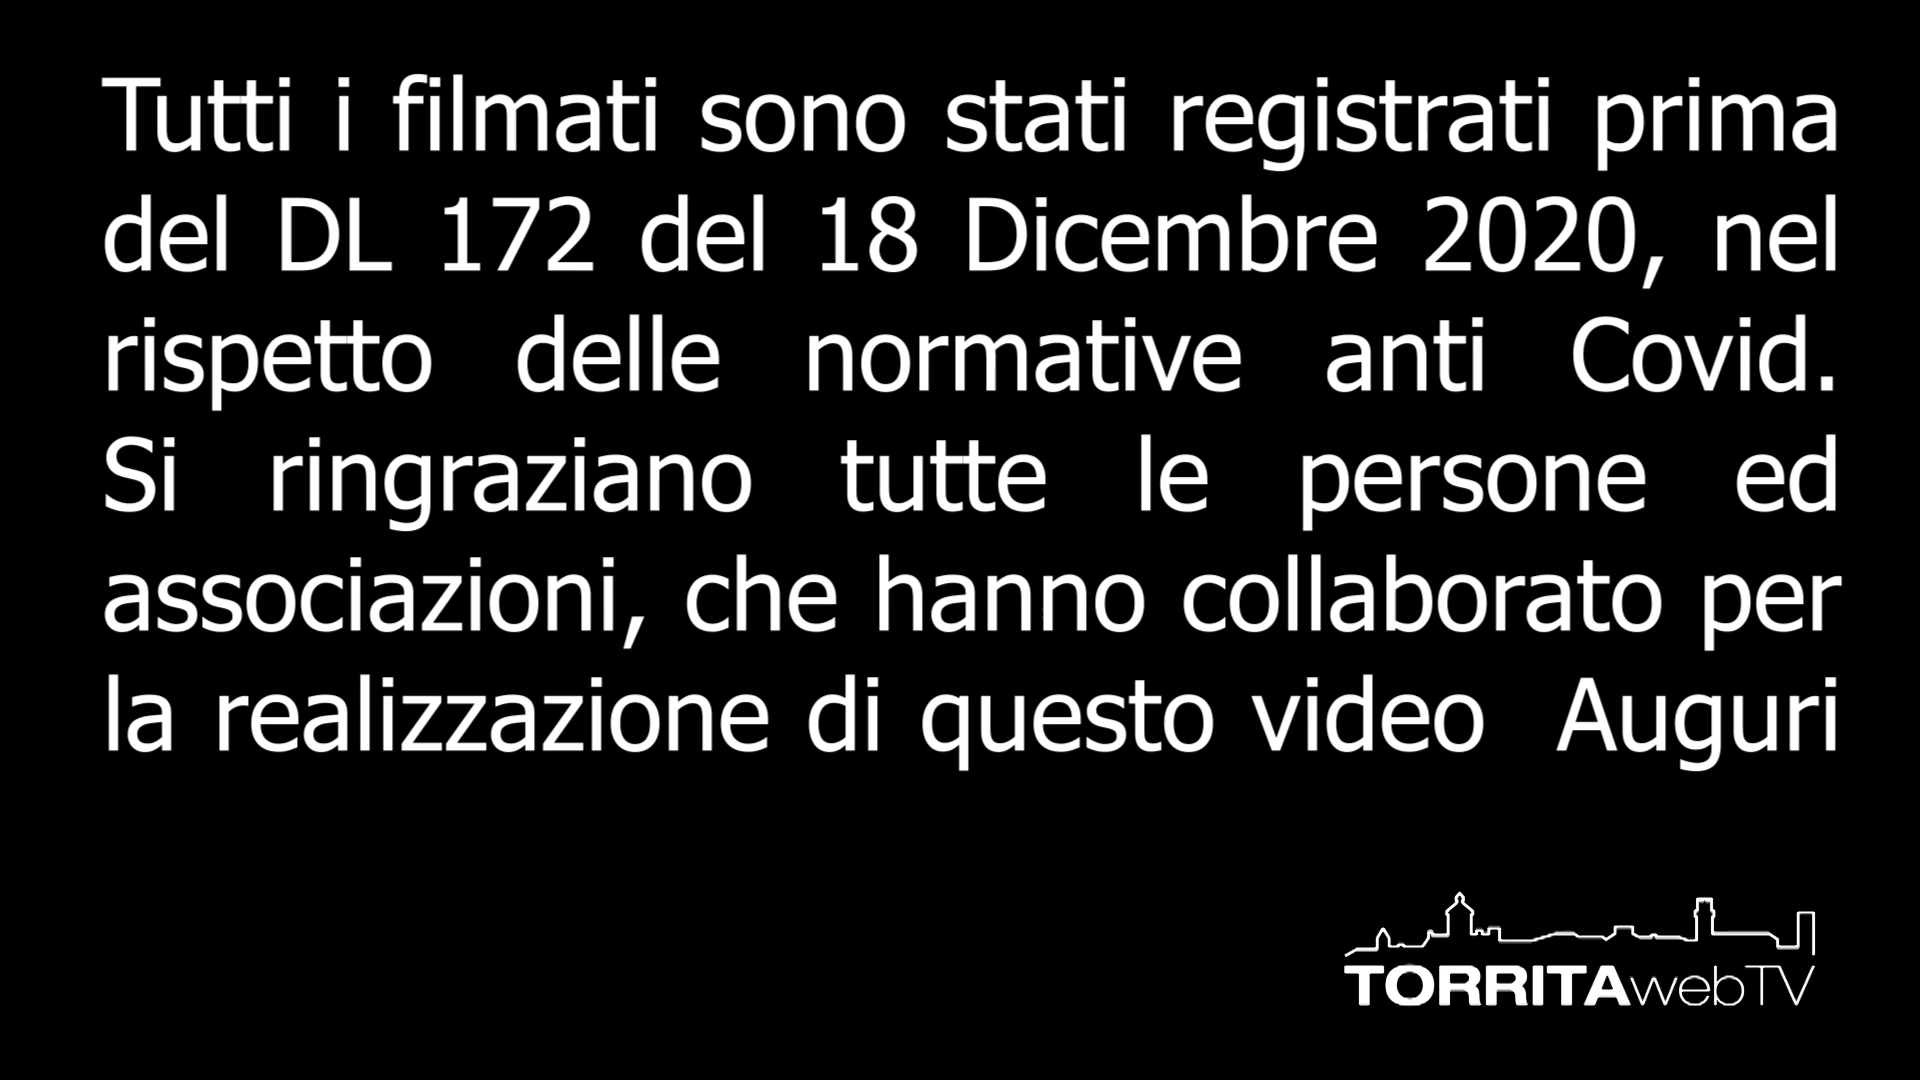 Tutti i filmati sono stati registrati prima
del DL 172 del 18 Dicembre 2020, nel
rispetto delle normative anti Covid.
Si ringraziano tutte le persone ed
associazioni, che hanno collaborato per
la realizzazione di questo video  Auguri
TORRITAwebTV